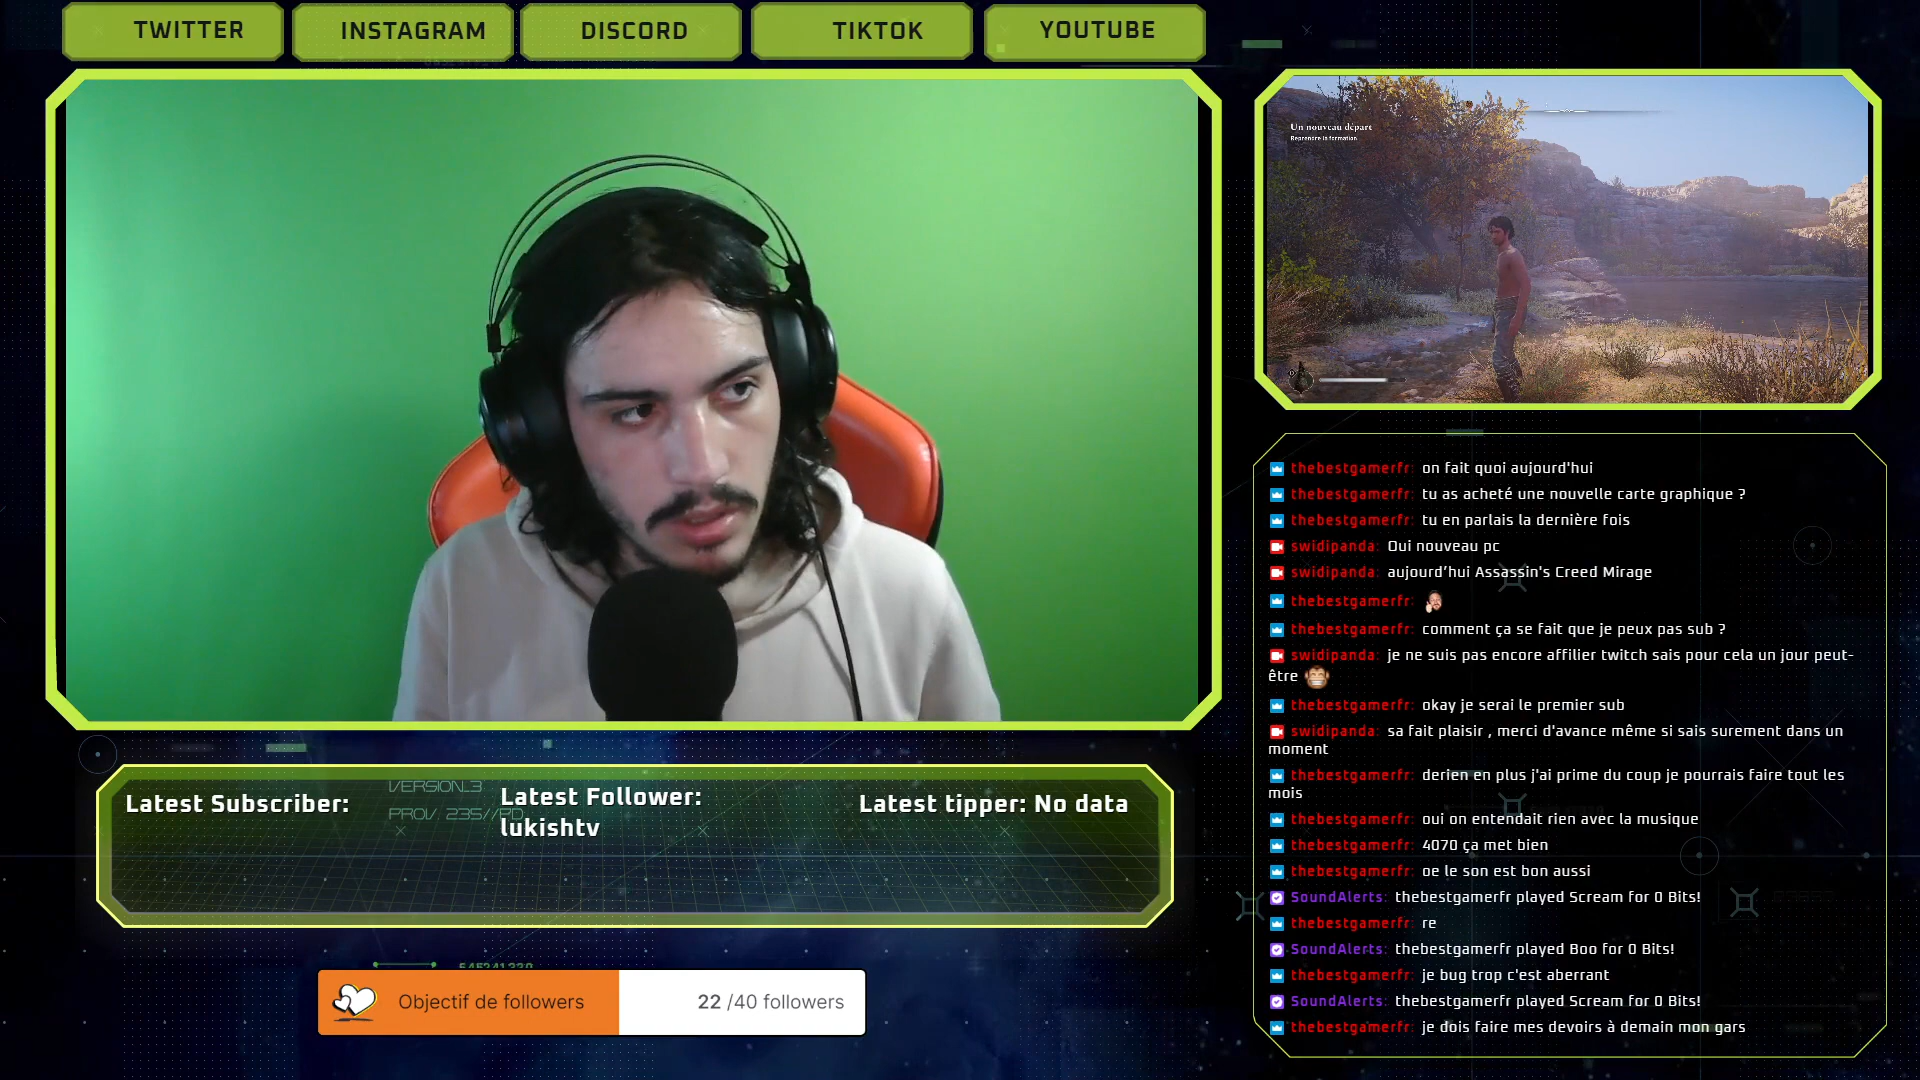 TWITTER
INSTAGRAM
DISCORD
TIKTOK
YOUTUBE
Un nouveau départ
Reprendre la formation
thebestgamerfr: on fait quoi aujourd'hui
thebestgamerfr: tu as acheté une nouvelle carte graphique ?
thebestgamerfr: tu en parlais la dernière fois
swidipanda: Oui nouveau pc
swidipanda: aujourd’hui Assassin's Creed Mirage
thebestgamerfr:
thebestgamerfr: comment ça se fait que je peux pas sub ?
swidipanda: je ne suis pas encore affilier twitch sais pour cela un jour peut-
être
thebestgamerfr: okay je serai le premier sub
swidipanda: sa fait plaisir , merci d'avance même si sais surement dans un
moment
thebestgamerfr: derien en plus j'ai prime du coup je pourrais faire tout les
mois
thebestgamerfr: oui on entendait rien avec la musique
thebestgamerfr: 4070 ça met bien
thebestgamerfr: oe le son est bon aussi
SoundAlerts: thebestgamerfr played Scream for 0 Bits!
thebestgamerfr: re
SoundAlerts: thebestgamerfr played Boo for 0 Bits!
thebestgamerfr: je bug trop c'est aberrant
SoundAlerts: thebestgamerfr played Scream for 0 Bits!
thebestgamerfr: je dois faire mes devoirs à demain mon gars
Latest Subscriber:
VERSION_3
PROV. 235//PD
Latest Follower:
lukishtv
Latest tipper: No data
Objectif de followers
22 /40 followers